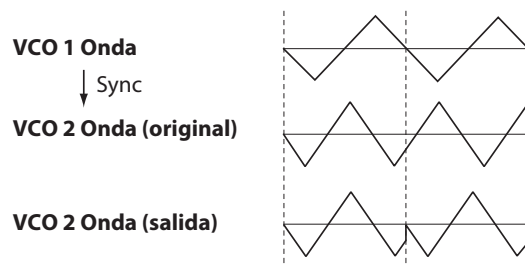 VCO 1 Onda
Sync
VCO 2 Onda (original)
VCO 2 Onda (salida)